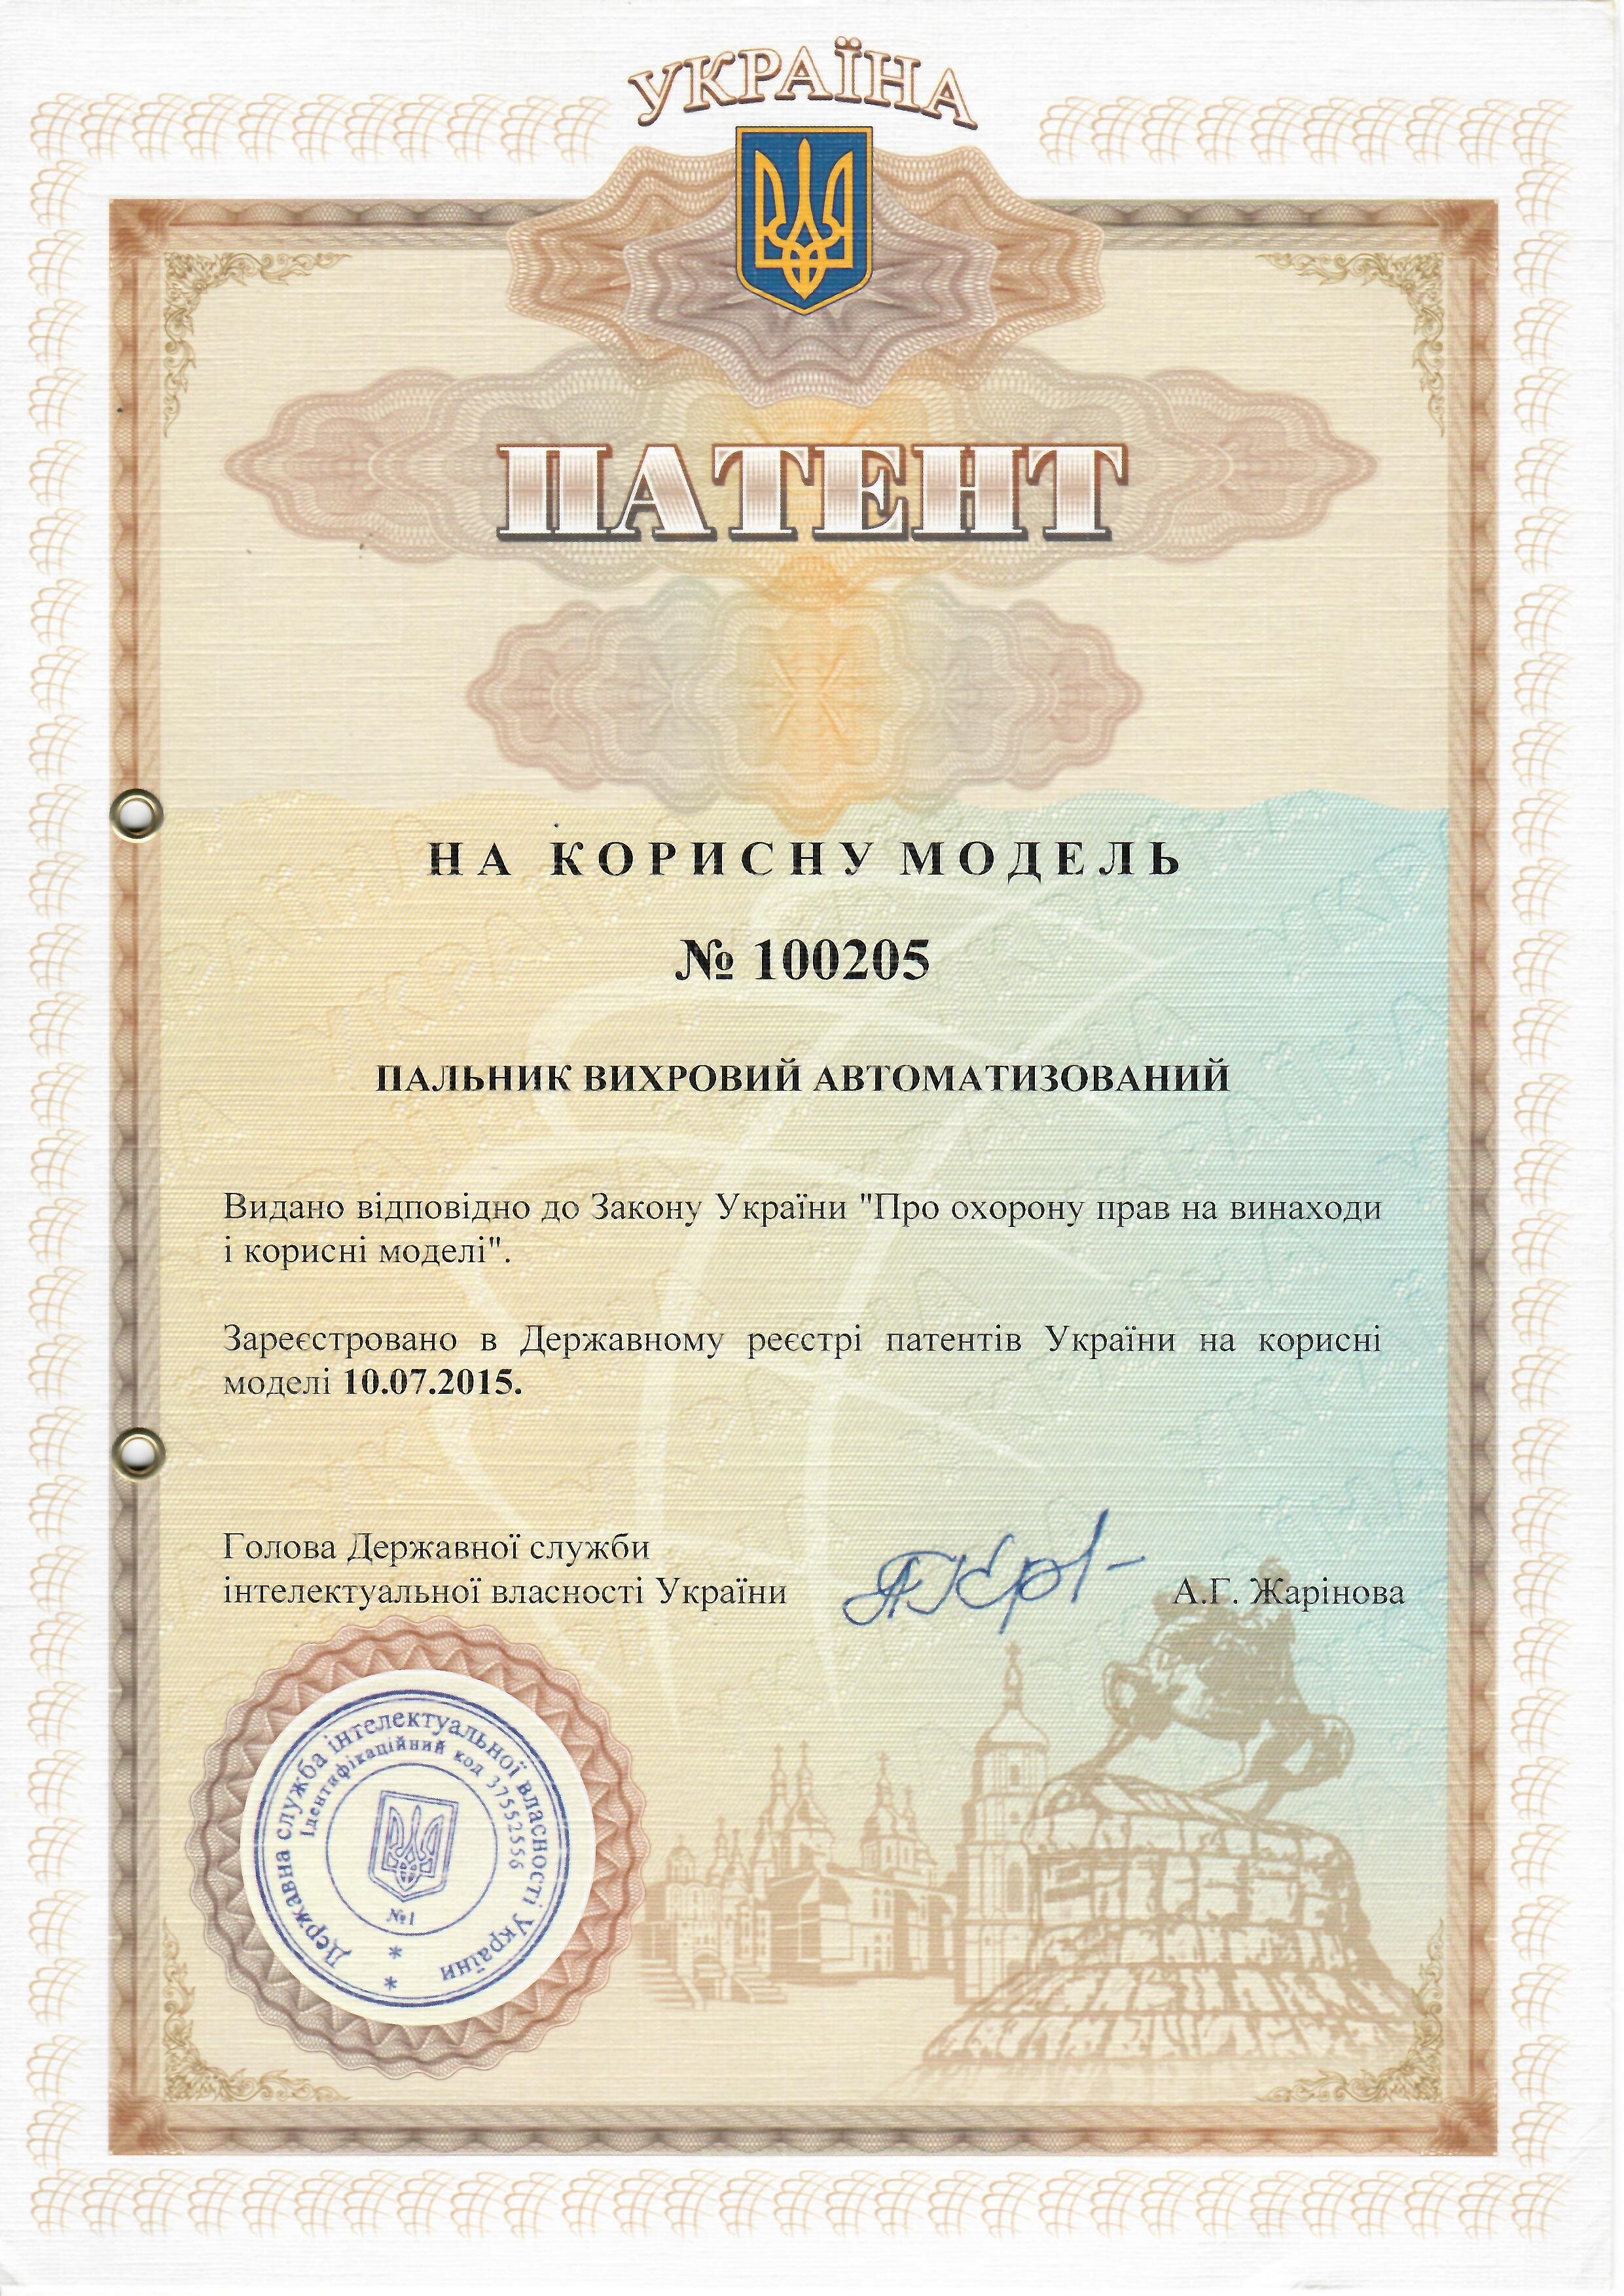 УКРАЇНА
ПАТЕНТ
НА КОРИСНУ МОДЕЛЬ
№ 100205
ПАЛЬНИК ВИХРОВИЙ АВТОМАТИЗОВАНИЙ
Видано відповідно до Закону України "Про охорону прав на винаходи
і корисні моделі".
Зареєстровано в Державному реєстрі патентів України на корисні
моделі 10.07.2015.
Голова Державної служби
інтелектуальної власності України
А.Г. Жарінова
Державна служба інтелектуальної власності України
Ідентифікаційний код 37552556
№1
* *